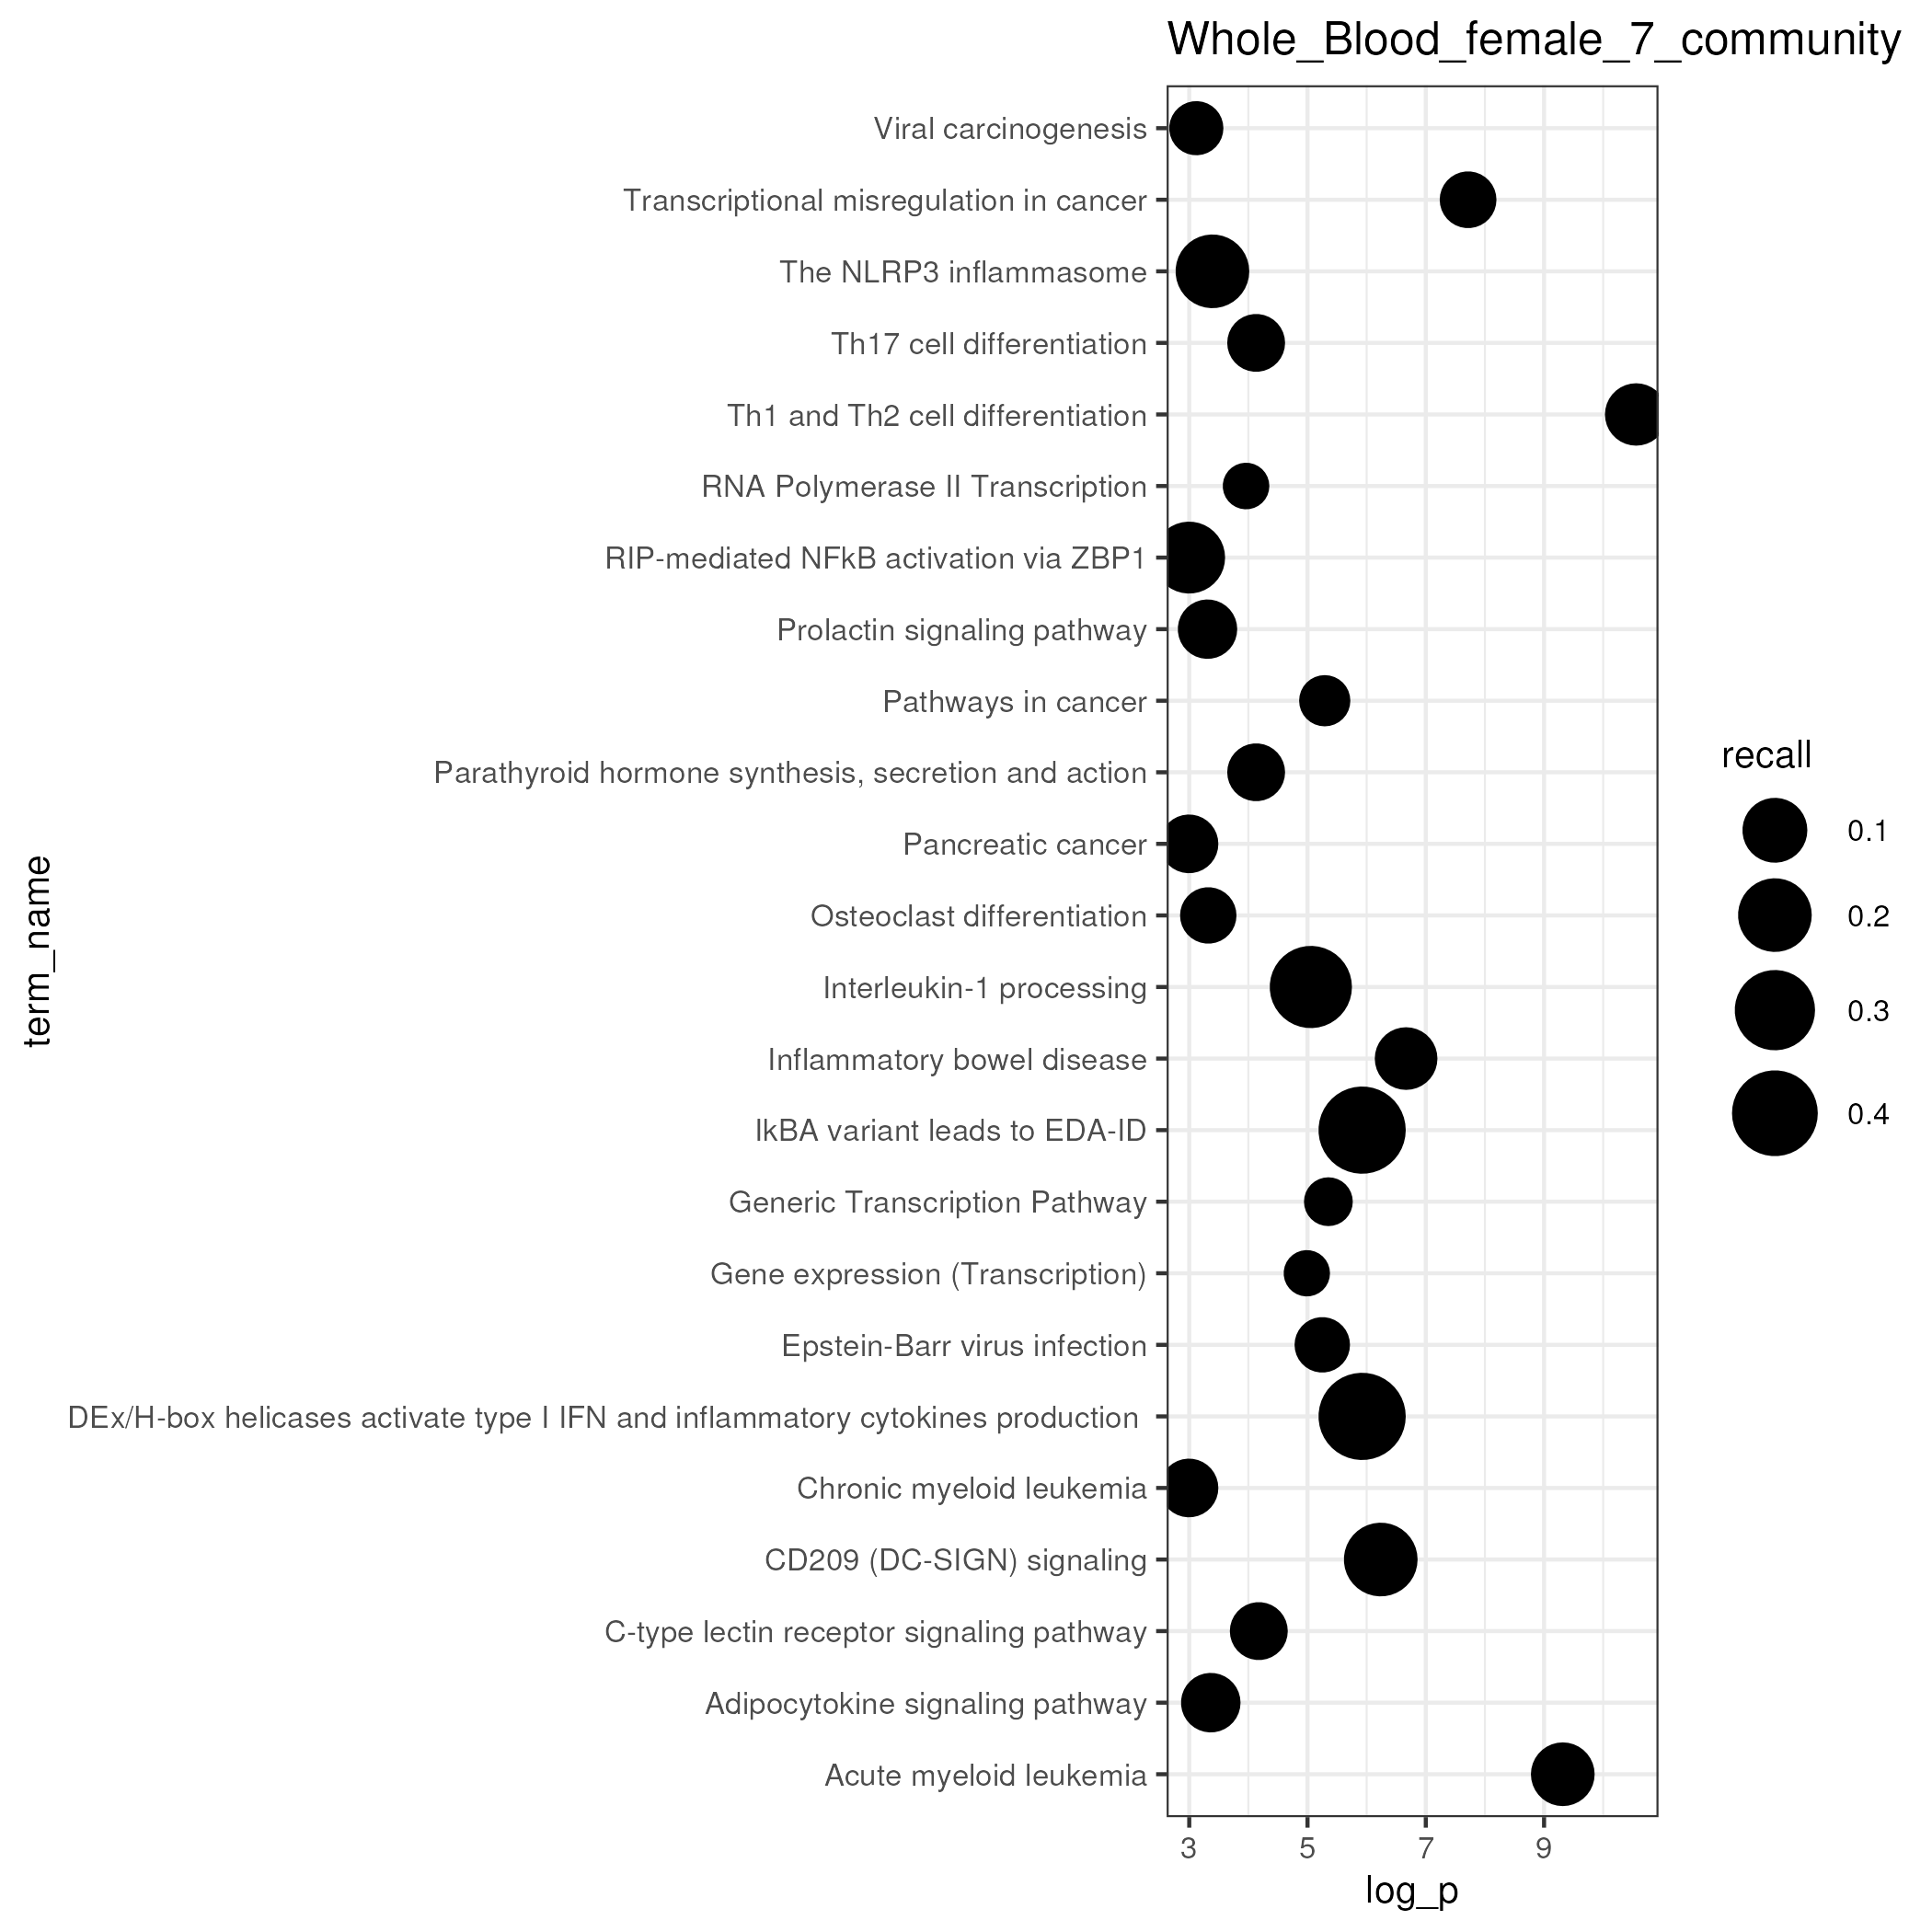 Whole_Blood_female_7_community
term_name
Viral carcinogenesis
Transcriptional misregulation in cancer
The NLRP3 inflammasome
Th17 cell differentiation
Th1 and Th2 cell differentiation
RNA Polymerase II Transcription
RIP-mediated NFkB activation via ZBP1
Prolactin signaling pathway
Pathways in cancer
Parathyroid hormone synthesis, secretion and action
Pancreatic cancer
Osteoclast differentiation
Interleukin-1 processing
Inflammatory bowel disease
IkBA variant leads to EDA-ID
Generic Transcription Pathway
Gene expression (Transcription)
Epstein-Barr virus infection
DEx/H-box helicases activate type I IFN and inflammatory cytokines production
Chronic myeloid leukemia
CD209 (DC-SIGN) signaling
C-type lectin receptor signaling pathway
Adipocytokine signaling pathway
Acute myeloid leukemia
3 5 7 9
log_p
recall
0.1
0.2
0.3
0.4